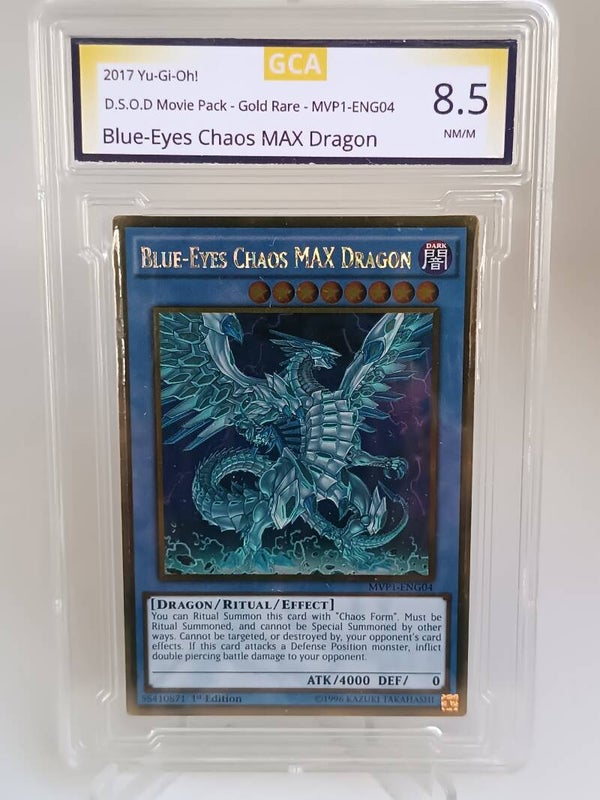 GCA
2017 Yu-Gi-Oh!
D.S.O.D Movie Pack - Gold Rare - MVP1-ENG04
8.5
Blue-Eyes Chaos MAX Dragon
NM/M
BLUE-EYES CHAOS MAX DRAGON
DARK
闇
MVP1-ENG04
[DRAGON/RITUAL/EFFECT]
You can Ritual Summon this card with "Chaos Form". Must be
Ritual Summoned, and cannot be Special Summoned by other
ways. Cannot be targeted, or destroyed by, your opponent's card
effects. If this card attacks a Defense Position monster, inflict
double piercing battle damage to your opponent.
ATK/4000 DEF/ 0
55410871 1st Edition
©1996 KAZUKI TAKAHASHI